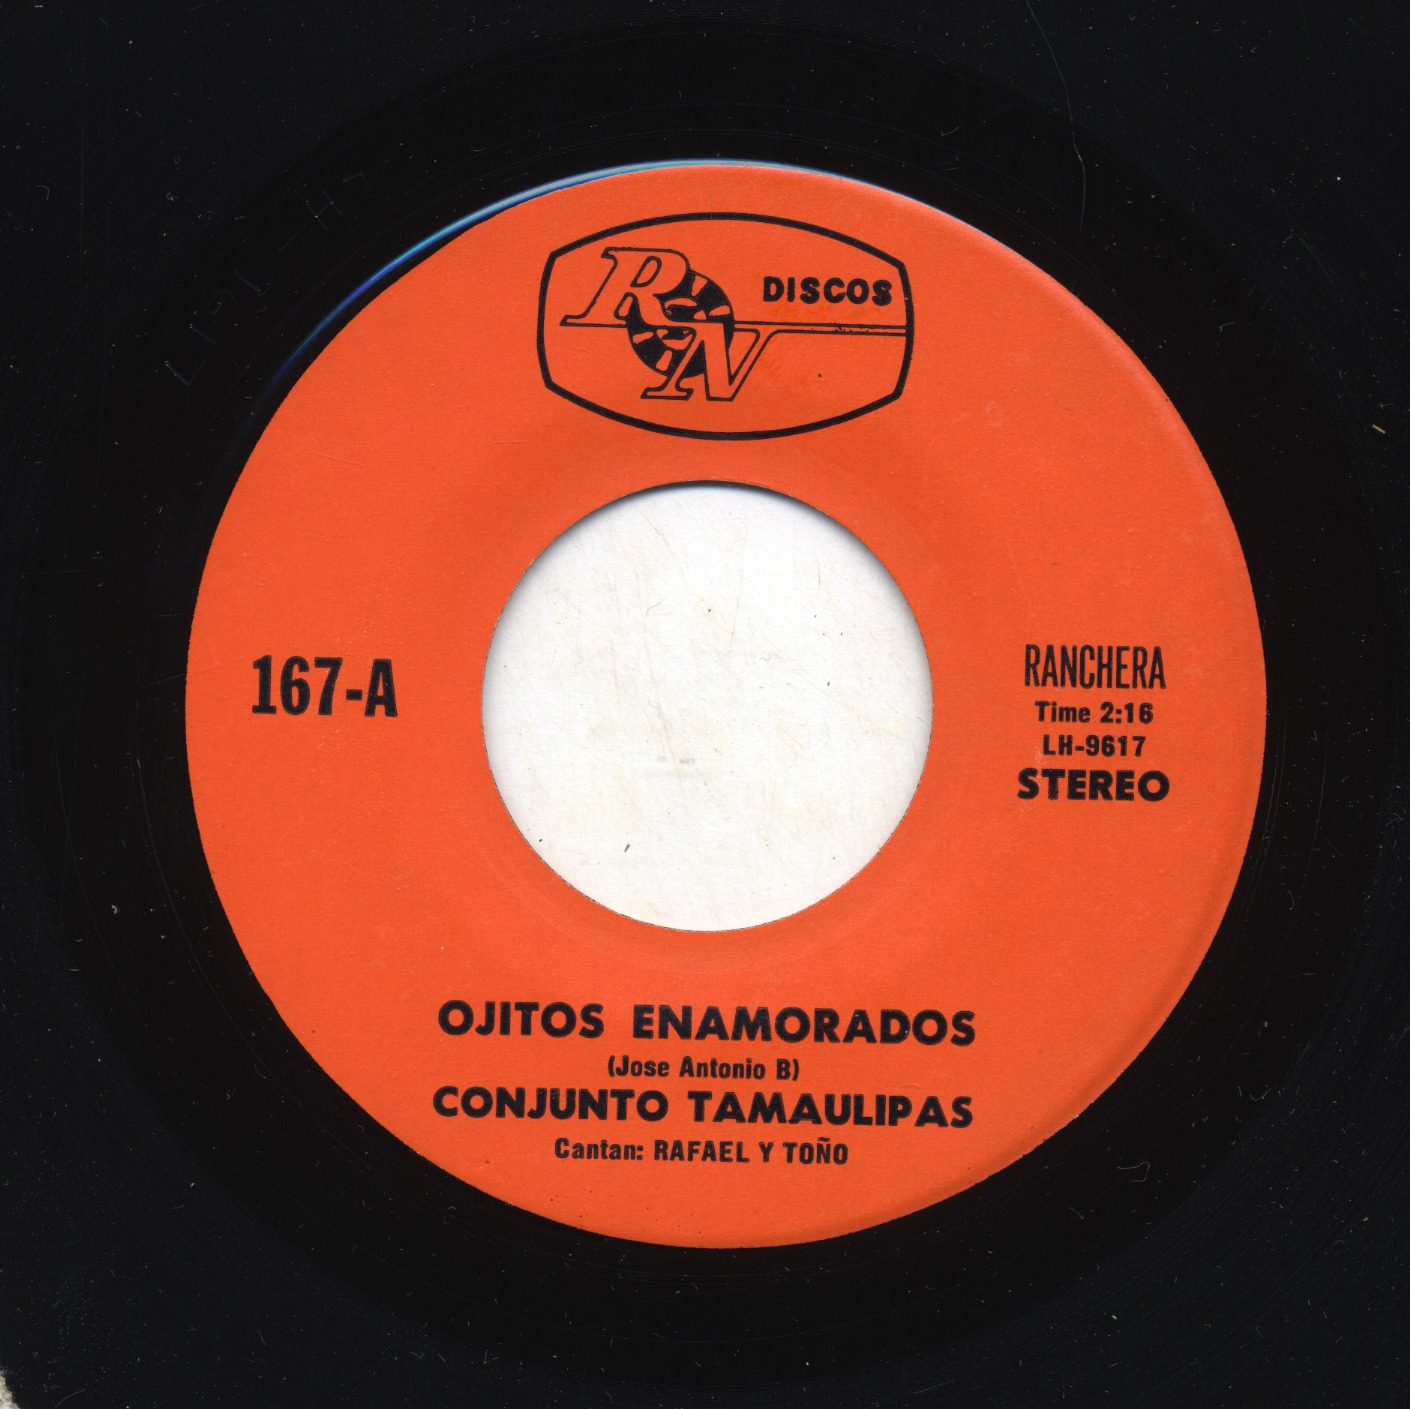 RN DISCOS
167-A
RANCHERA
Time 2:16
LH-9617
STEREO
OJITOS ENAMORADOS
(Jose Antonio B)
CONJUNTO TAMAULIPAS
Cantan: RAFAEL Y TOÑO